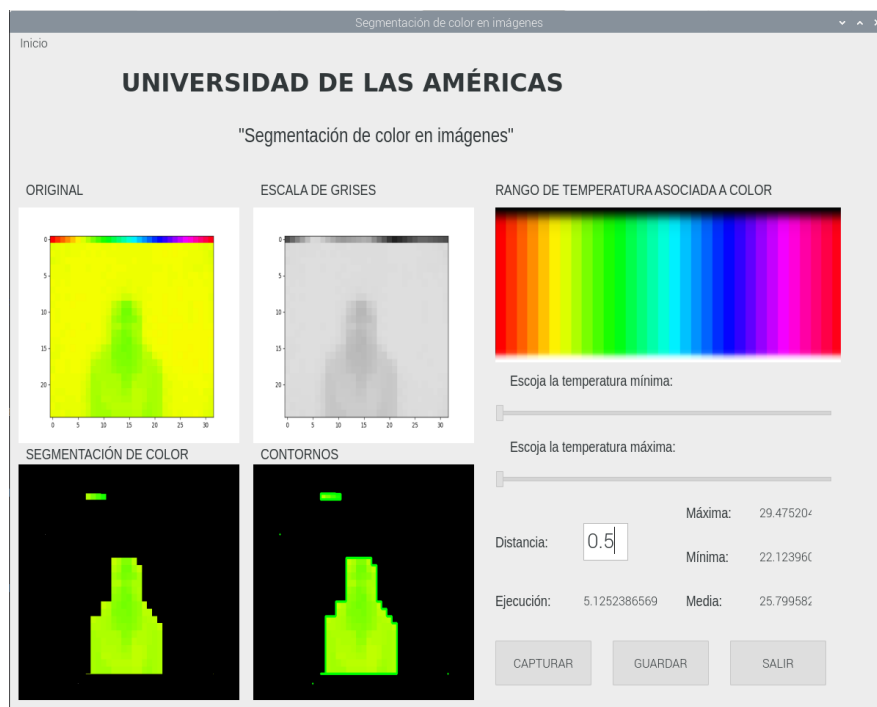 Segmentación de color en imágenes
Inicio
UNIVERSIDAD DE LAS AMÉRICAS
"Segmentación de color en imágenes"
ORIGINAL
ESCALA DE GRISES
RANGO DE TEMPERATURA ASOCIADA A COLOR
0
5
10
15
20
0 5 10 15 20 25 30
0
5
10
15
20
0 5 10 15 20 25 30
Escoja la temperatura mínima:
Escoja la temperatura máxima:
SEGMENTACIÓN DE COLOR
CONTORNOS
Máxima: 29.475204
Distancia: 0.5
Mínima: 22.123960
Ejecución: 5.1252386569 Media: 25.799582
CAPTURAR GUARDAR SALIR